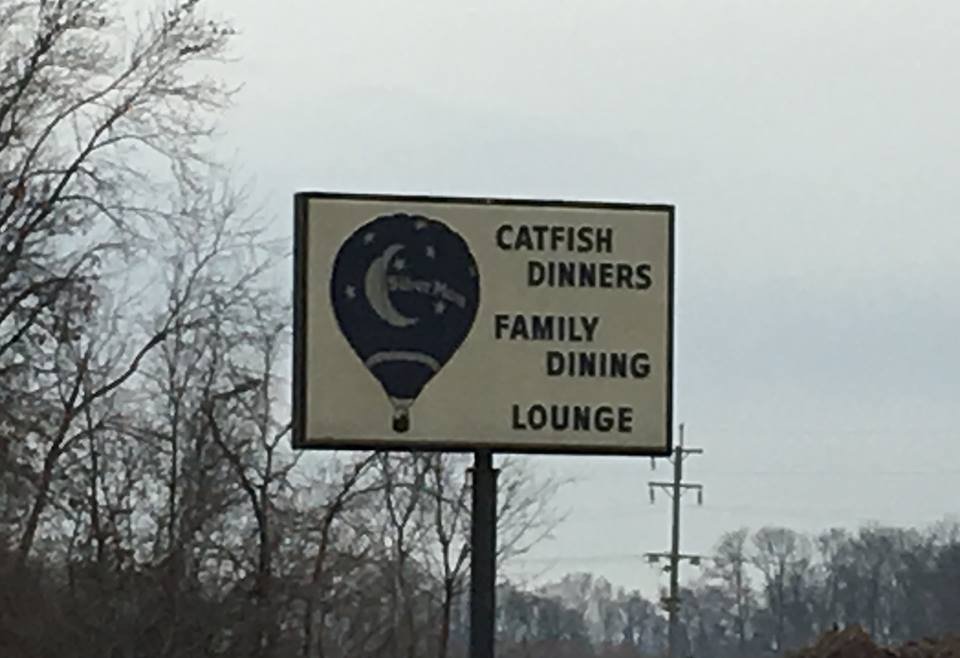 Silver Moon
CATFISH
DINNERS
FAMILY
DINING
LOUNGE